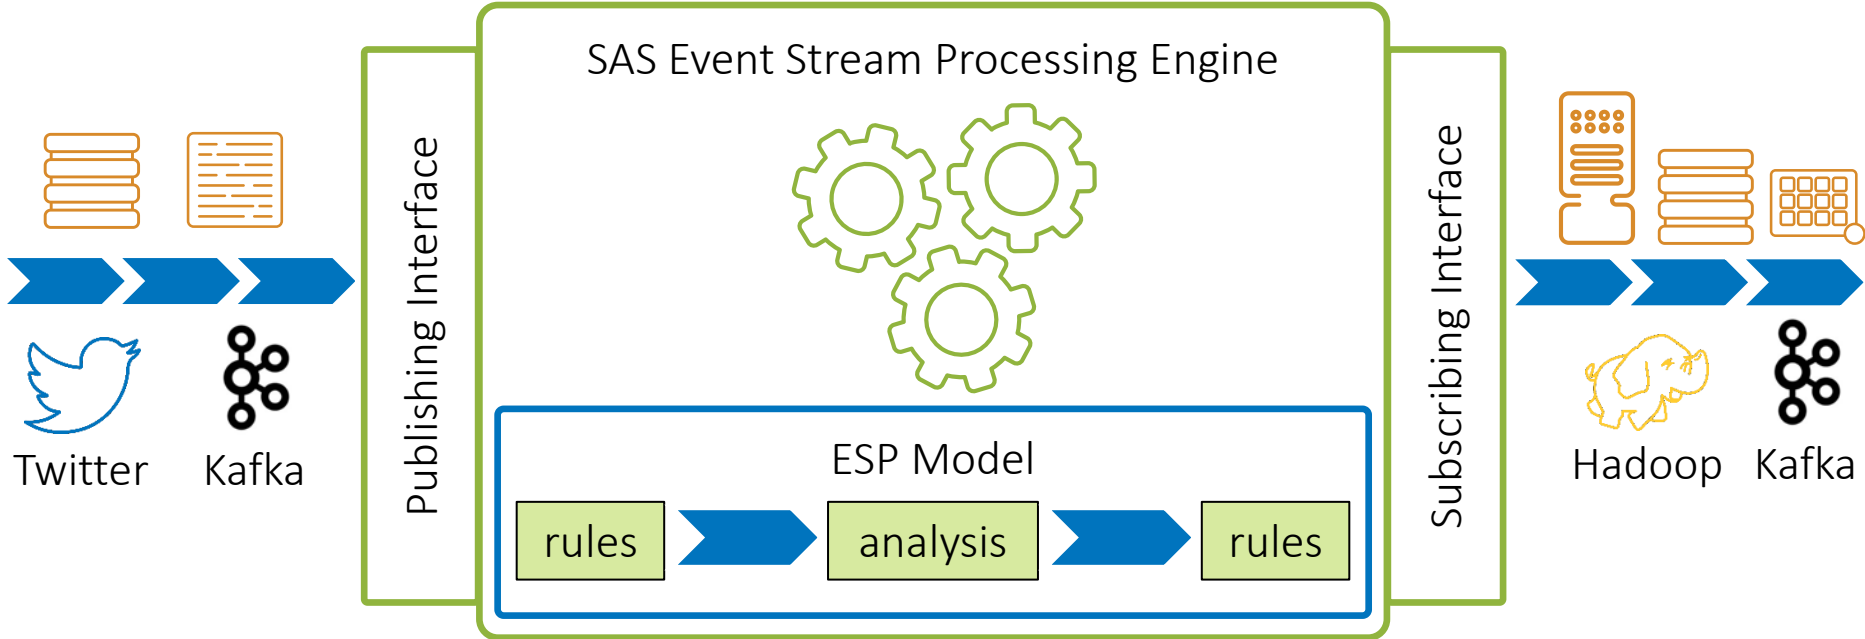 SAS Event Stream Processing Engine
Publishing Interface
Subscribing Interface
Twitter
Kafka
ESP Model
rules
analysis
rules
Hadoop
Kafka